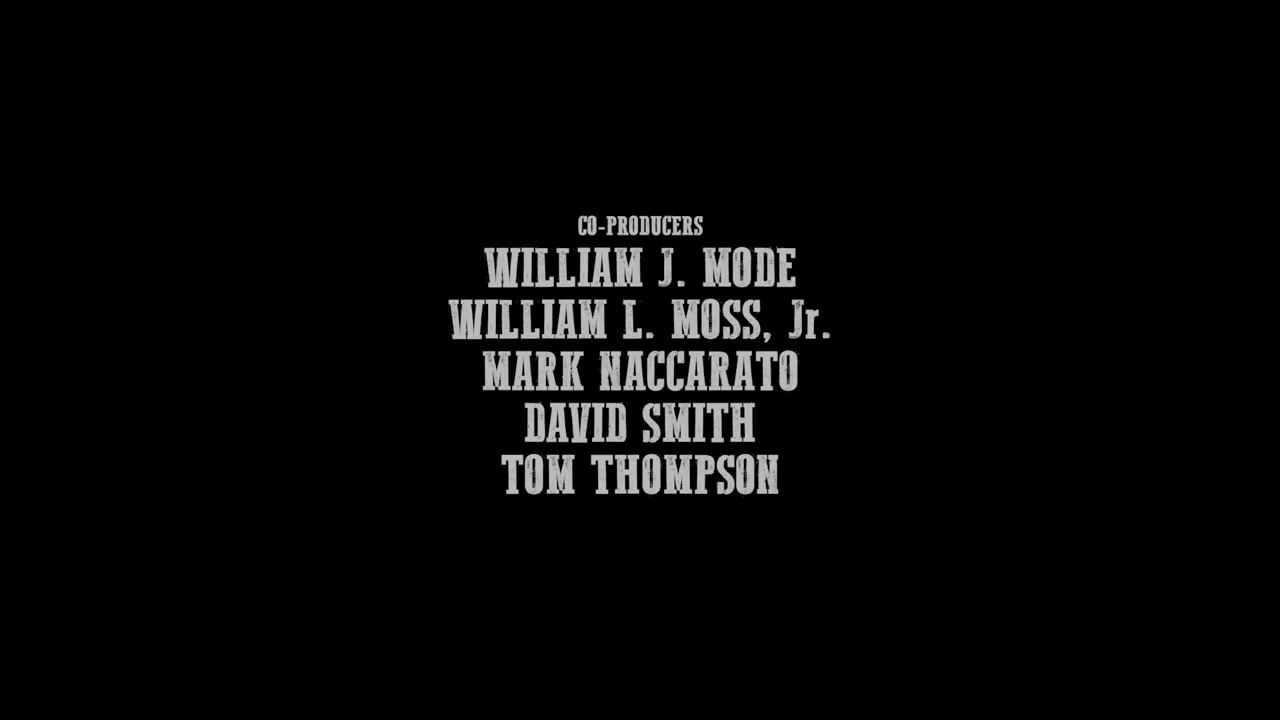 CO-PRODUCERS
WILLIAM J. MODE
WILLIAM L. MOSS, Jr.
MARK NACCARATO
DAVID SMITH
TOM THOMPSON